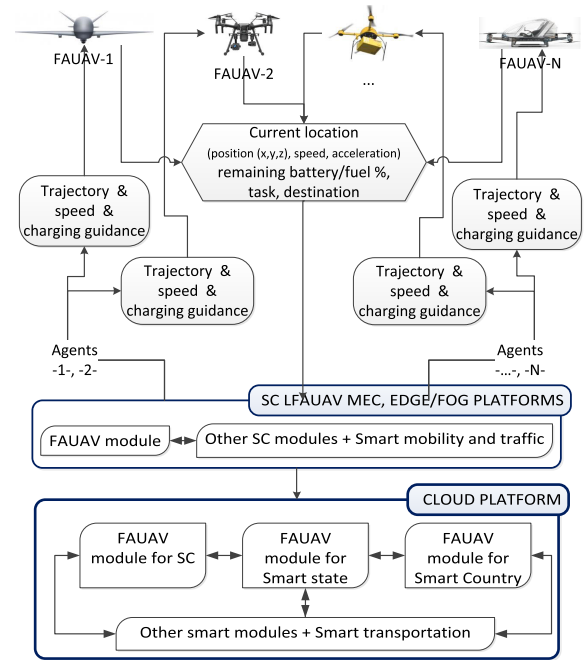 FAUAV-1
FAUAV-2
...
FAUAV-N
Current location
(position (x,y,z), speed, acceleration)
remaining battery/fuel %,
task, destination
Trajectory &
speed &
charging guidance
Trajectory &
speed &
charging guidance
Trajectory &
speed &
charging guidance
Trajectory &
speed &
charging guidance
Agents
-1-, -2-
Agents
-...-, -N-
SC LFAUAV MEC, EDGE/FOG PLATFORMS
FAUAV module
Other SC modules + Smart mobility and traffic
CLOUD PLATFORM
FAUAV
module for SC
FAUAV
module for
Smart state
FAUAV
module for
Smart Country
Other smart modules + Smart transportation